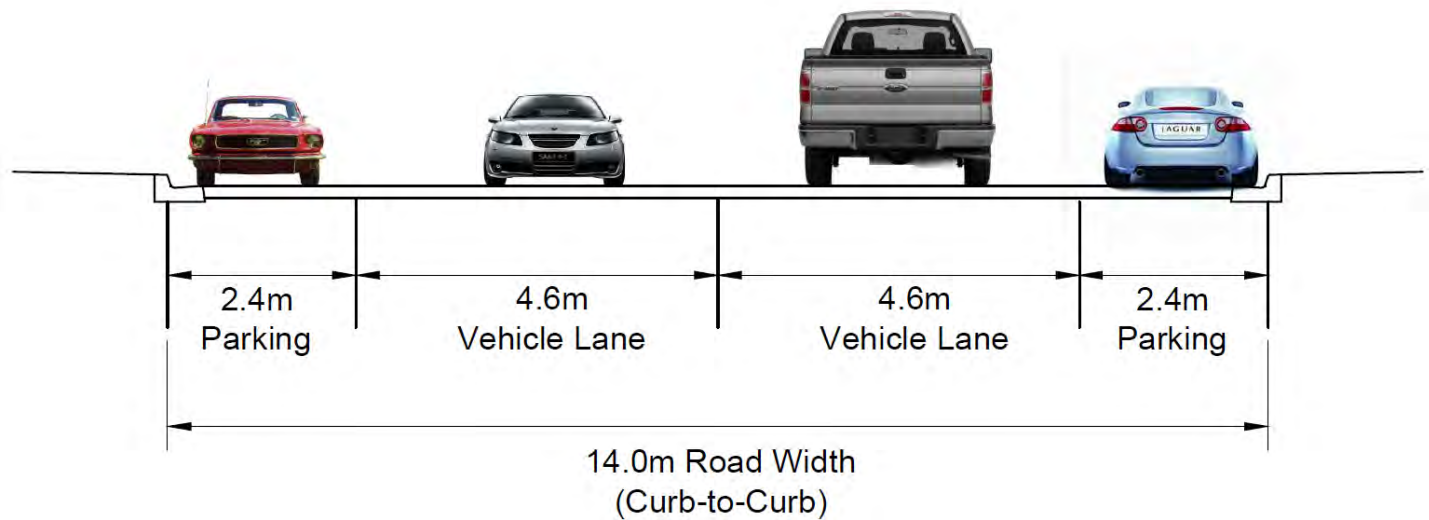 JAGUAR
2.4m
Parking
4.6m
Vehicle Lane
4.6m
Vehicle Lane
2.4m
Parking
14.0m Road Width
(Curb-to-Curb)